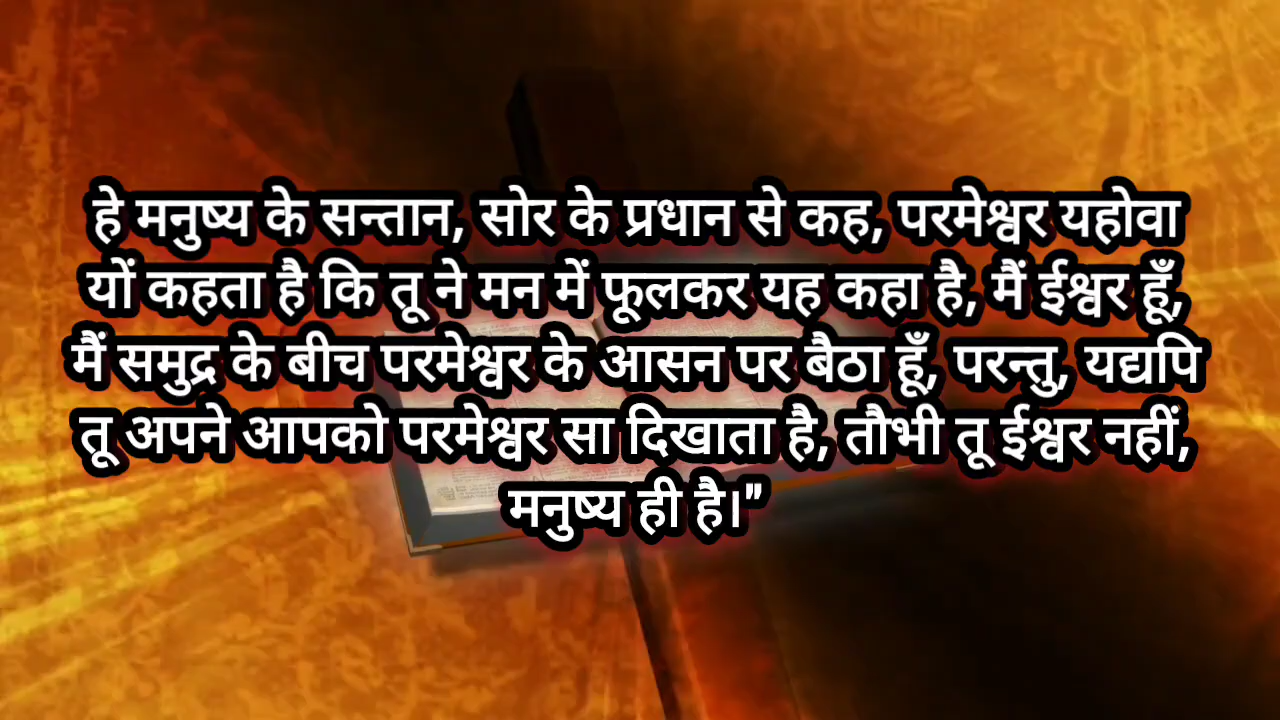 हे मनुष्य के सन्तान, सोर के प्रधान से कह, परमेश्वर यहोवा
यों कहता है कि तू ने मन में फूलकर यह कहा है, मैं ईश्वर हूँ,
मैं समुद्र के बीच परमेश्वर के आसन पर बैठा हूँ, परन्तु, यद्यपि
तू अपने आपको परमेश्वर सा दिखाता है, तौभी तू ईश्वर नहीं,
मनुष्य ही है।"